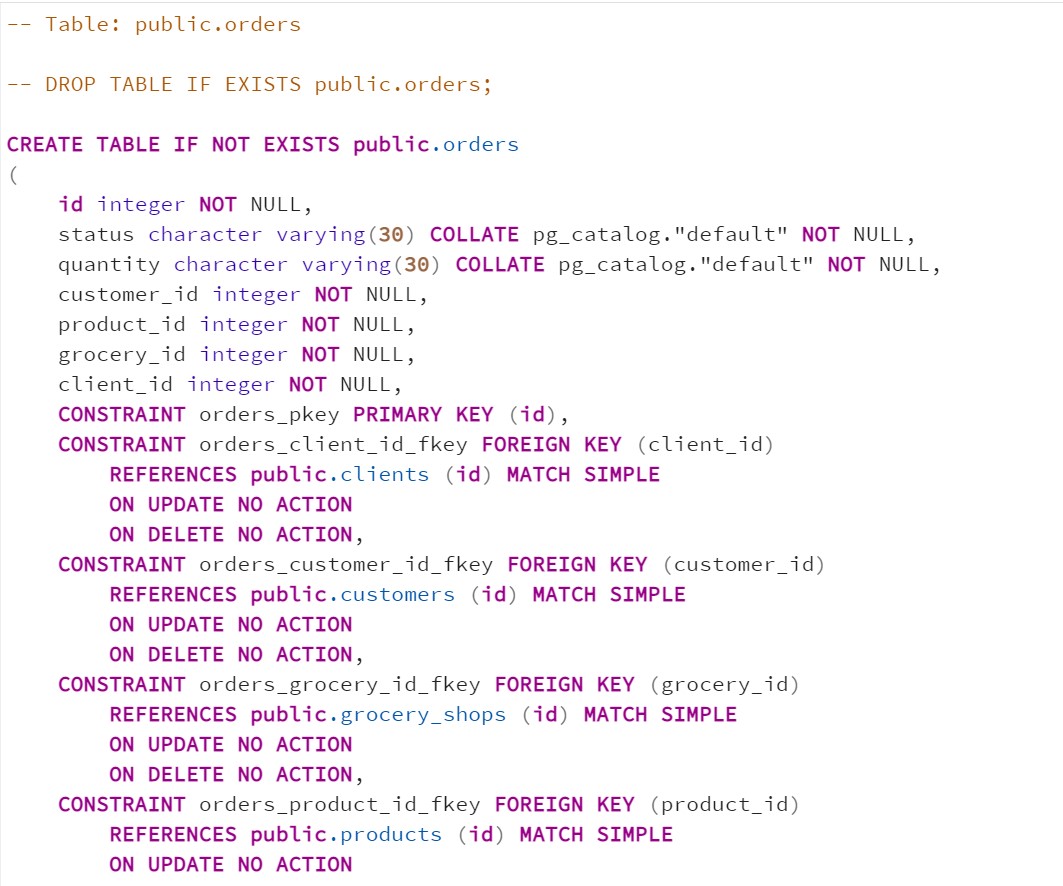 -- Table: public.orders
-- DROP TABLE IF EXISTS public.orders;
CREATE TABLE IF NOT EXISTS public.orders
(
    id integer NOT NULL,
    status character varying(30) COLLATE pg_catalog."default" NOT NULL,
    quantity character varying(30) COLLATE pg_catalog."default" NOT NULL,
    customer_id integer NOT NULL,
    product_id integer NOT NULL,
    grocery_id integer NOT NULL,
    client_id integer NOT NULL,
    CONSTRAINT orders_pkey PRIMARY KEY (id),
    CONSTRAINT orders_client_id_fkey FOREIGN KEY (client_id)
        REFERENCES public.clients (id) MATCH SIMPLE
        ON UPDATE NO ACTION
        ON DELETE NO ACTION,
    CONSTRAINT orders_customer_id_fkey FOREIGN KEY (customer_id)
        REFERENCES public.customers (id) MATCH SIMPLE
        ON UPDATE NO ACTION
        ON DELETE NO ACTION,
    CONSTRAINT orders_grocery_id_fkey FOREIGN KEY (grocery_id)
        REFERENCES public.grocery_shops (id) MATCH SIMPLE
        ON UPDATE NO ACTION
        ON DELETE NO ACTION,
    CONSTRAINT orders_product_id_fkey FOREIGN KEY (product_id)
        REFERENCES public.products (id) MATCH SIMPLE
        ON UPDATE NO ACTION